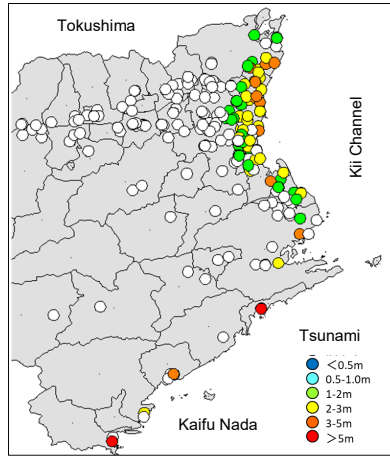 Tokushima
Kii Channel
Tsunami
＜0.5m
0.5-1.0m
1-2m
2-3m
3-5m
＞5m
Kaifu Nada